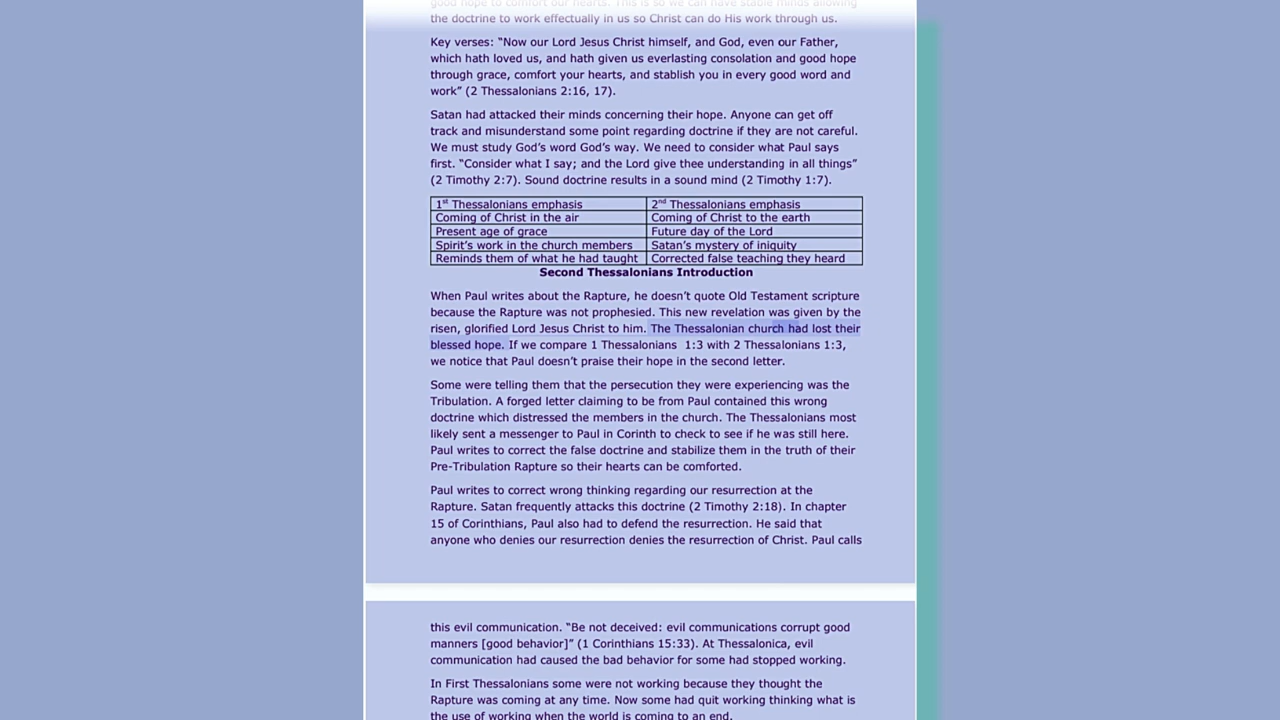 good hope to comfort our hearts. This is so we can have stable minds allowing
the doctrine to work effectually in us so Christ can do His work through us.
Key verses: “Now our Lord Jesus Christ himself, and God, even our Father,
which hath loved us, and hath given us everlasting consolation and good hope
through grace, comfort your hearts, and stablish you in every good word and
work” (2 Thessalonians 2:16, 17).
Satan had attacked their minds concerning their hope. Anyone can get off
track and misunderstand some point regarding doctrine if they are not careful.
We must study God’s word God’s way. We need to consider what Paul says
first. “Consider what I say; and the Lord give thee understanding in all things”
(2 Timothy 2:7). Sound doctrine results in a sound mind (2 Timothy 1:7).
1st Thessalonians emphasis 2nd Thessalonians emphasis
Coming of Christ in the air Coming of Christ to the earth
Present age of grace Future day of the Lord
Spirit’s work in the church members Satan’s mystery of iniquity
Reminds them of what he had taught Corrected false teaching they heard
Second Thessalonians Introduction
When Paul writes about the Rapture, he doesn’t quote Old Testament scripture
because the Rapture was not prophesied. This new revelation was given by the
risen, glorified Lord Jesus Christ to him. The Thessalonian church had lost their
blessed hope. If we compare 1 Thessalonians 1:3 with 2 Thessalonians 1:3,
we notice that Paul doesn’t praise their hope in the second letter.
Some were telling them that the persecution they were experiencing was the
Tribulation. A forged letter claiming to be from Paul contained this wrong
doctrine which distressed the members in the church. The Thessalonians most
likely sent a messenger to Paul in Corinth to check to see if he was still here.
Paul writes to correct the false doctrine and stabilize them in the truth of their
Pre-Tribulation Rapture so their hearts can be comforted.
Paul writes to correct wrong thinking regarding our resurrection at the
Rapture. Satan frequently attacks this doctrine (2 Timothy 2:18). In chapter
15 of Corinthians, Paul also had to defend the resurrection. He said that
anyone who denies our resurrection denies the resurrection of Christ. Paul calls
this evil communication. “Be not deceived: evil communications corrupt good
manners [good behavior]” (1 Corinthians 15:33). At Thessalonica, evil
communication had caused the bad behavior for some had stopped working.
In First Thessalonians some were not working because they thought the
Rapture was coming at any time. Now some had quit working thinking what is
the use of working when the world is coming to an end.